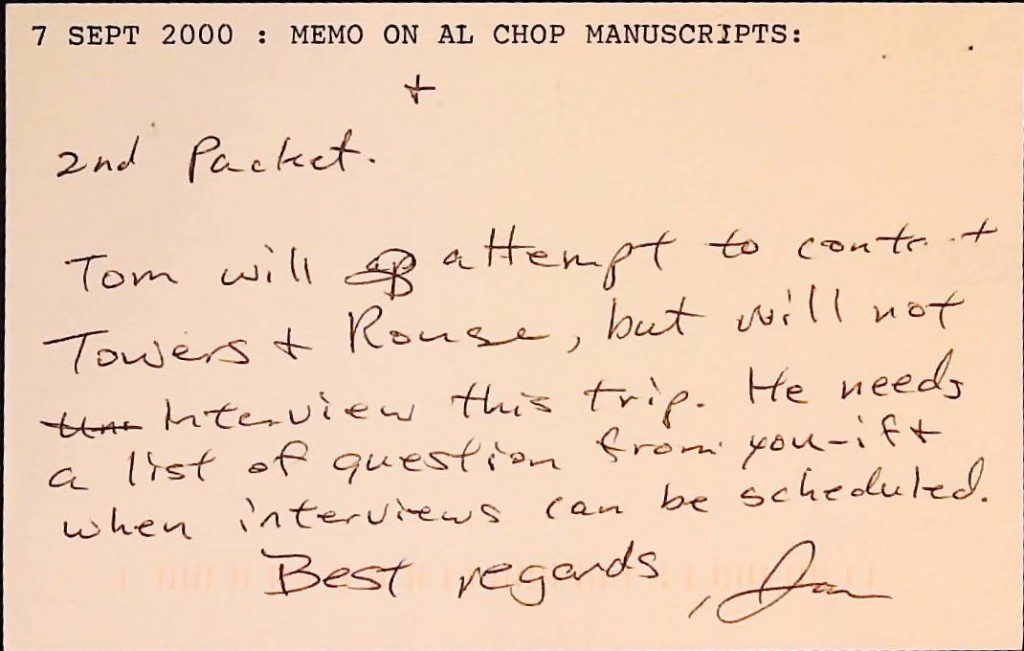 7 SEPT 2000 : MEMO ON AL CHOP MANUSCRIPTS:
+
2nd Packet.
Tom will attempt to
Towers + Rouse, but will not
Interview this trip. He needs
a list of question from you-if +
when interviews can be scheduled.
Best regards,